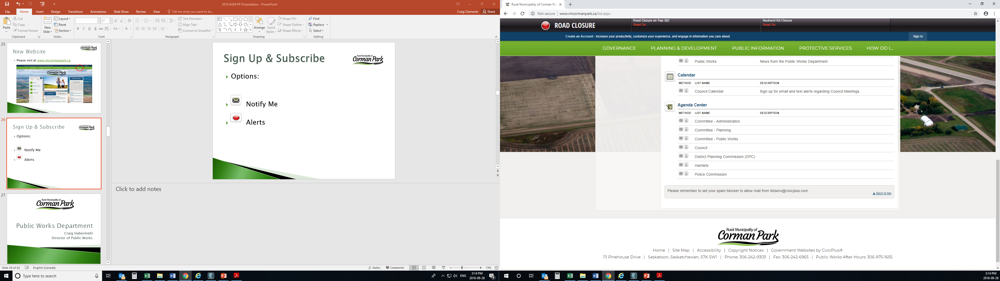 2018 AGM PP Presentation - PowerPoint
File Home Insert Design Transitions Animations Slide Show Review View Tell me what you want to do... Craig Clements Share
Paste Cut Copy Format Painter
Clipboard
New Slide Layout Reset Section
Slides
27
Font
Text Direction Align Text Convert to SmartArt
Paragraph
Arrange Quick Styles Shape Fill Shape Outline Shape Effects
Drawing
Find Replace Select
Editing
25
New Website
Rural Municipality of
Corman Park
Please visit at www.rmcormanpark.ca
Corman Park
26
Sign Up & Subscribe
Rural Municipality of
Corman Park
Options:
Notify Me
Alerts
27
Rural Municipality of
Corman Park
Public Works Department
Craig Habermehl
Director of Public Works
Sign Up & Subscribe
Rural Municipality of
Corman Park
Options:
Notify Me
Alerts
Click to add notes
Slide 26 of 63 English (Canada) Notes Comments 73%
Type here to search ENG 3:14 PM
2018-09-28 4
Rural Municipality of Corman Pa
Not secure www.rmcormanpark.ca/list.aspx
ROAD CLOSURE
Road Closure on Twp 382
Read On...
Neuhorst Rd Closure
Read On...
Create an Account - Increase your productivity, customize your experience, and engage in information you care about. Sign In
GOVERNANCE PLANNING & DEVELOPMENT PUBLIC INFORMATION PROTECTIVE SERVICES HOW DO I...
Public Works News from the Public Works Department
Calendar
METHOD LIST NAME DESCRIPTION
Council Calendar Sign up for email and text alerts regarding Council Meetings.
Agenda Center
METHOD LIST NAME DESCRIPTION
Committee - Administration
Committee - Planning
Committee - Public Works
Council
District Planning Commission (DPC)
Hamlets
Police Commission
Please remember to set your spam blocker to allow mail from listserv@civicplus.com.
▲ Back to top
Rural Municipality of
Corman Park
Home | Site Map | Accessibility | Copyright Notices | Government Websites by CivicPlus®
111 Pinehouse Drive | Saskatoon, Saskatchewan, S7K 5W1 | Phone: 306-242-9303 | Fax: 306-242-6965 | Public Works After Hours: 306-975-1655
3:14 PM
2018-09-28